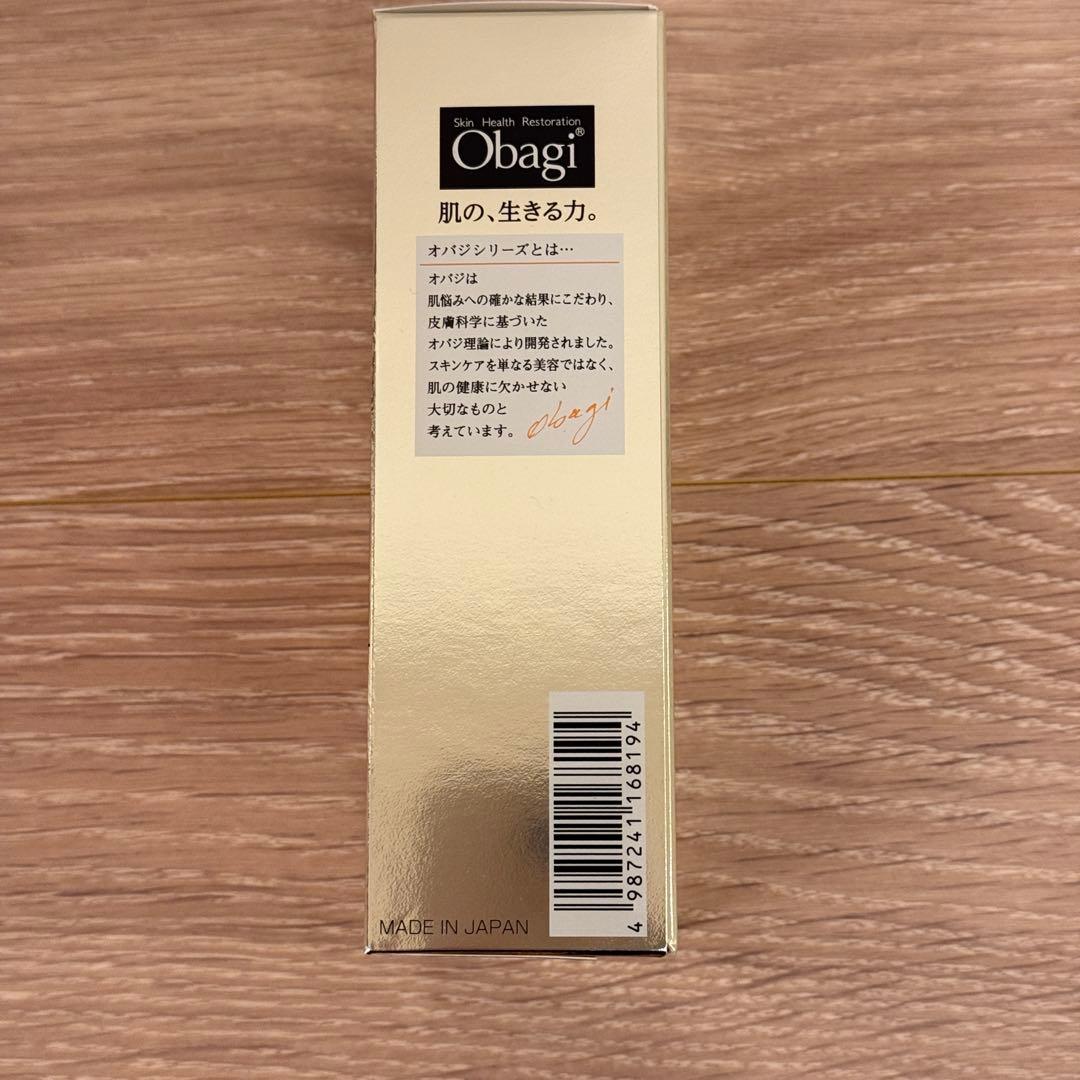 Skin Health Restoration
Obagi®
肌の、生きる力。
オバジシリーズとは…
オバジは
肌悩みへの確かな結果にこだわり、
皮膚科学に基づいた
オバジ理論により開発されました。
スキンケアを単なる美容ではなく、
肌の健康に欠かせない
大切なものと
考えています。
Obagi
4 987241 168194
MADE IN JAPAN